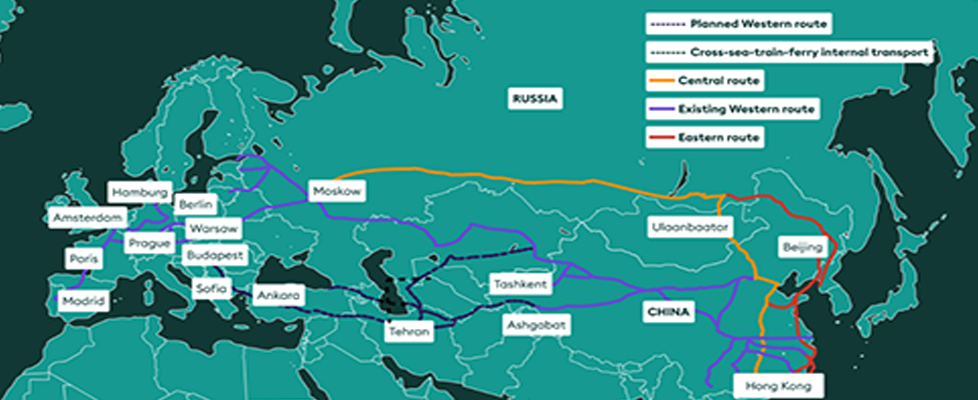 Planned Western route
Cross-sea-train-ferry internal transport
Central route
Existing Western route
Eastern route
RUSSIA
Hamburg
Moskow
Berlin
Amsterdam
Warsaw
Ulaanbaatar
Prague
Beijing
Paris
Budapest
Tashkent
Sofia
Ankara
Madrid
CHINA
Tehran
Ashgabat
Hong Kong